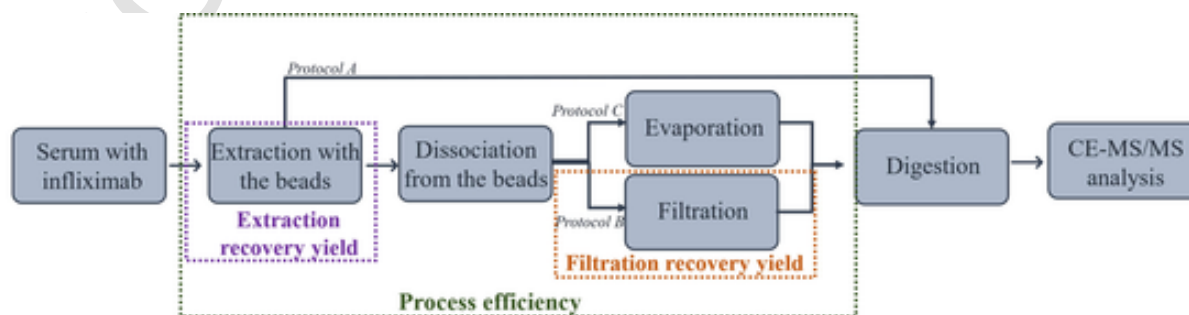 Protocol A
Serum with
infliximab
Extraction with
the beads
Extraction
recovery yield
Dissociation
from the beads
Protocol C
Evaporation
Protocol B
Filtration
Filtration recovery yield
Digestion
CE-MS/MS
analysis
Process efficiency